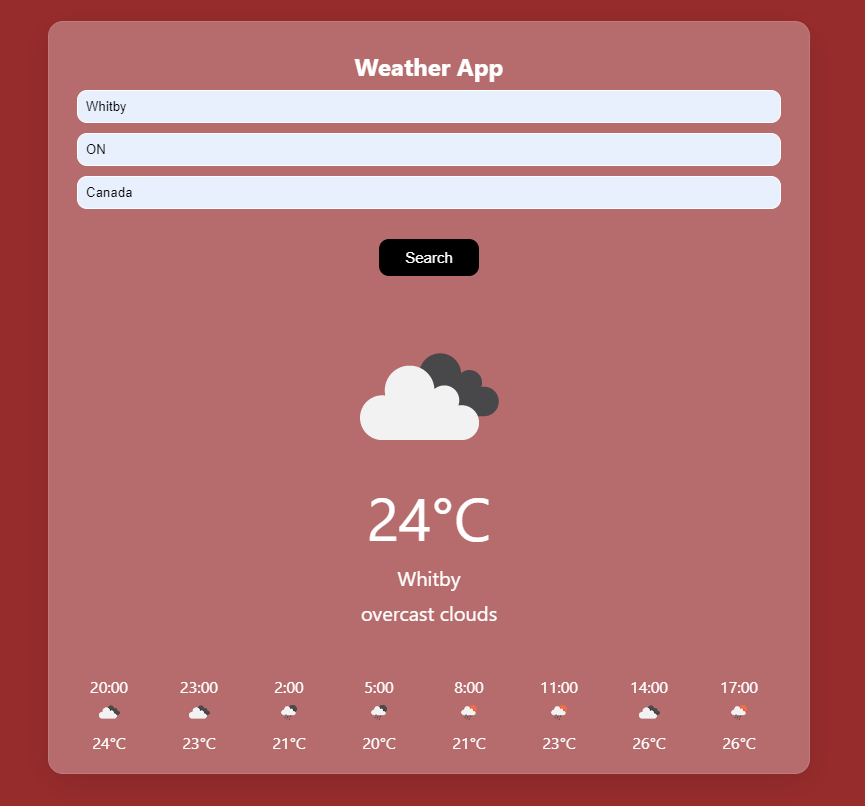 Weather App
Whitby
ON
Canada
Search
24°C
Whitby
overcast clouds
20:00 23:00 2:00 5:00 8:00 11:00 14:00 17:00
24°C 23°C 21°C 20°C 21°C 23°C 26°C 26°C